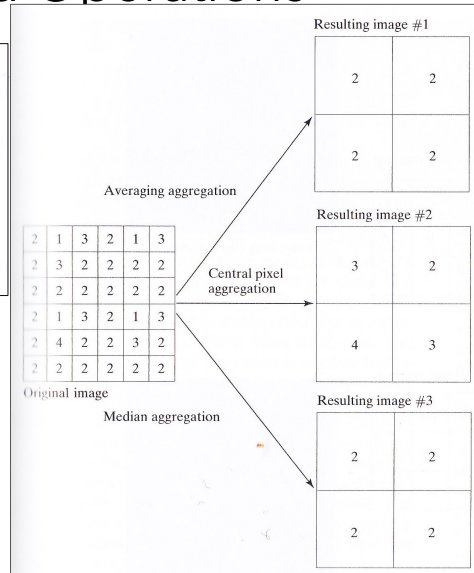 Resulting image #1
2 2
2 2
Averaging aggregation
Resulting image #2
2 1 3 2 1 3
2 3 2 2 2 2
2 2 2 2 2 2
2 1 3 2 1 3
2 4 2 2 3 2
2 2 2 2 2 2
Original image
Central pixel
aggregation
3 2
4 3
Median aggregation
Resulting image #3
2 2
2 2